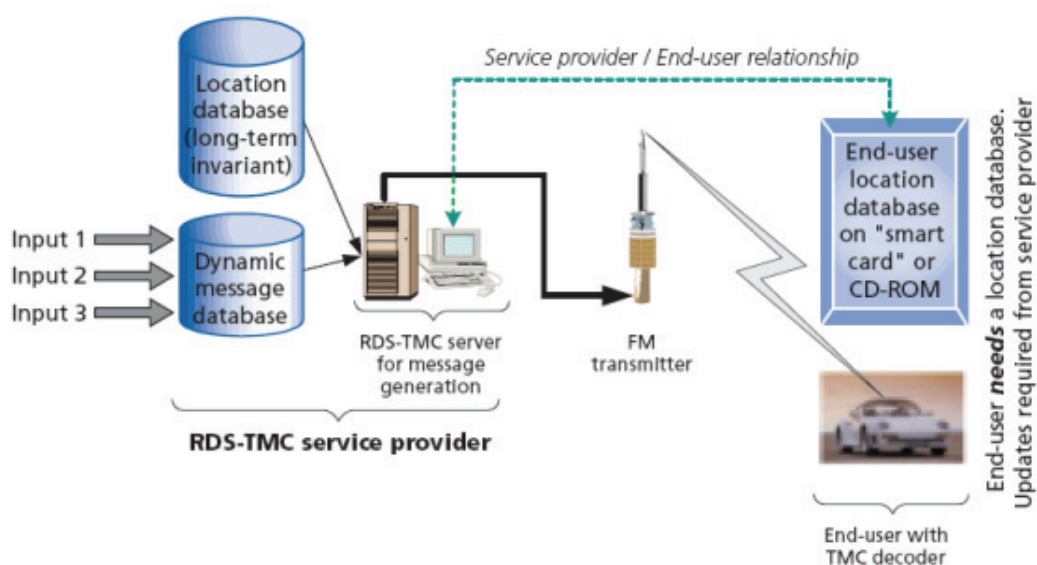 Service provider / End-user relationship
Location
database
(long-term
invariant)
Input 1
Input 2
Input 3
Dynamic
message
database
RDS-TMC server
for message
generation
RDS-TMC service provider
FM
transmitter
End-user
location
database
on "smart
card" or
CD-ROM
End-user needs a location database.
Updates required from service provider
End-user with
TMC decoder